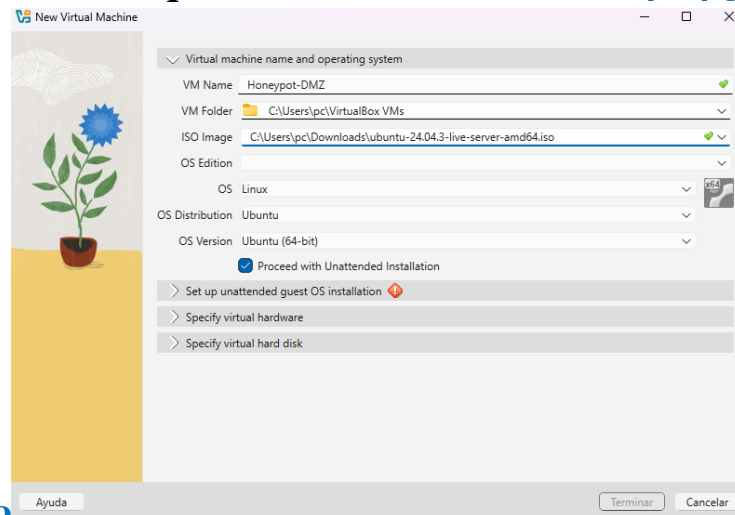 New Virtual Machine
Virtual machine name and operating system
VM Name Honeypot-DMZ
VM Folder C:\Users\pc\VirtualBox VMs
ISO Image C:\Users\pc\Downloads\ubuntu-24.04.3-live-server-amd64.iso
OS Edition
OS Linux
x64
OS Distribution Ubuntu
OS Version Ubuntu (64-bit)
Proceed with Unattended Installation
Set up unattended guest OS installation
Specify virtual hardware
Specify virtual hard disk
Ayuda Terminar Cancelar